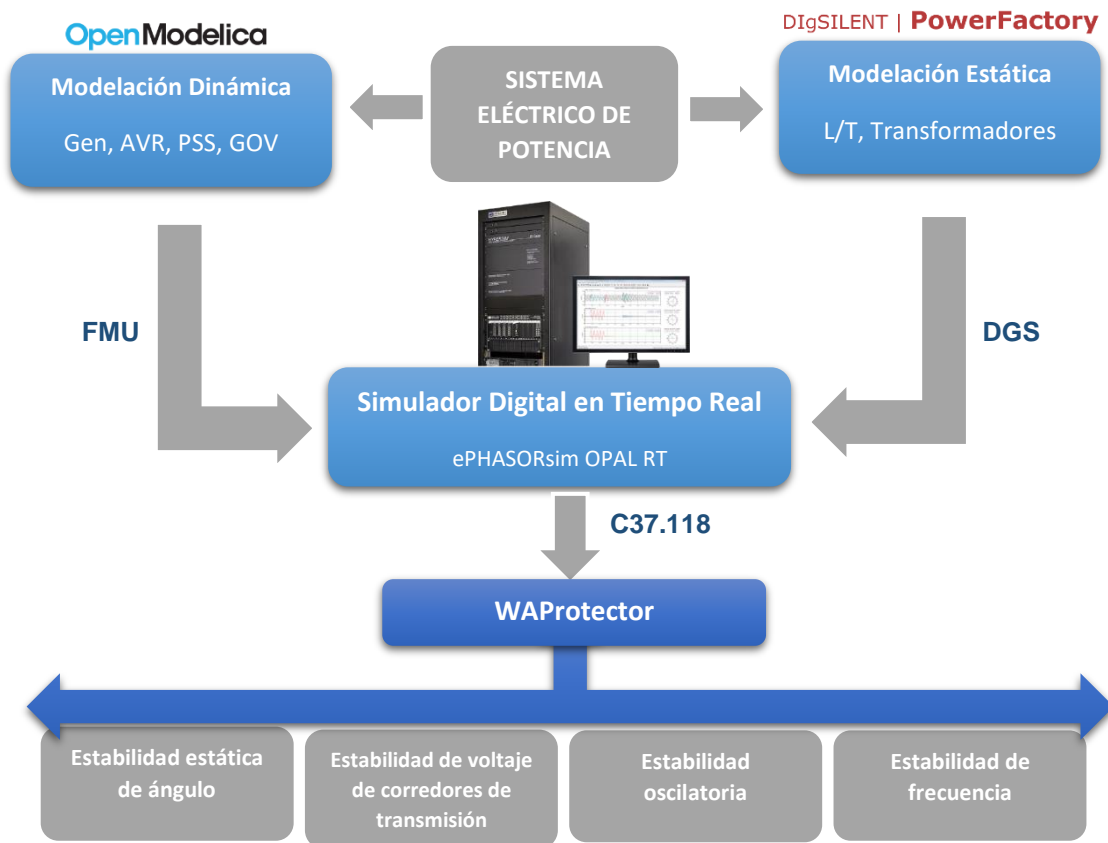 OpenModelica
DIgSILENT | PowerFactory
Modelación Dinámica
Gen, AVR, PSS, GOV
SISTEMA
ELÉCTRICO DE
POTENCIA
Modelación Estática
L/T, Transformadores
FMU
DGS
Simulador Digital en Tiempo Real
ePHASORsim OPAL RT
C37.118
WAProtector
Estabilidad estática
de ángulo
Estabilidad de voltaje
de corredores de
transmisión
Estabilidad
oscilatoria
Estabilidad de
frecuencia